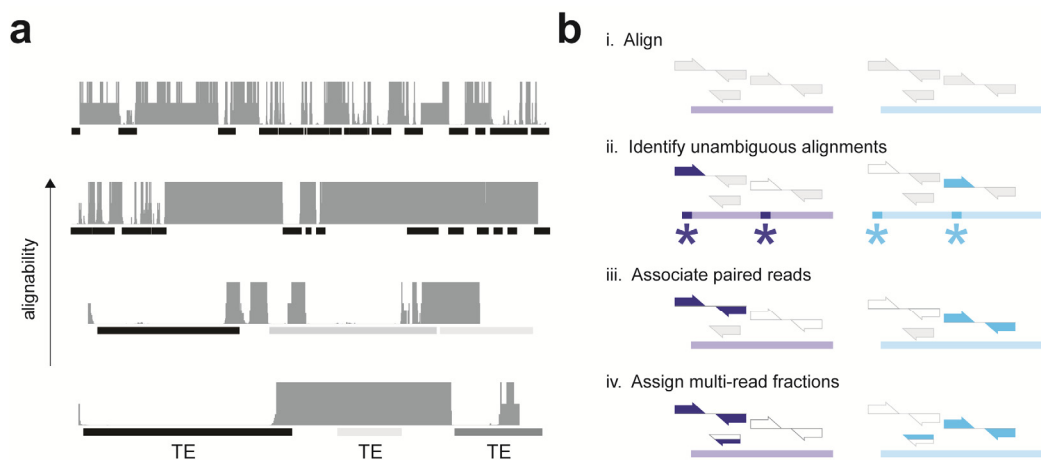 a
alignability
TE
TE
TE
b
i. Align
ii. Identify unambiguous alignments
* * * *
iii. Associate paired reads
iv. Assign multi-read fractions